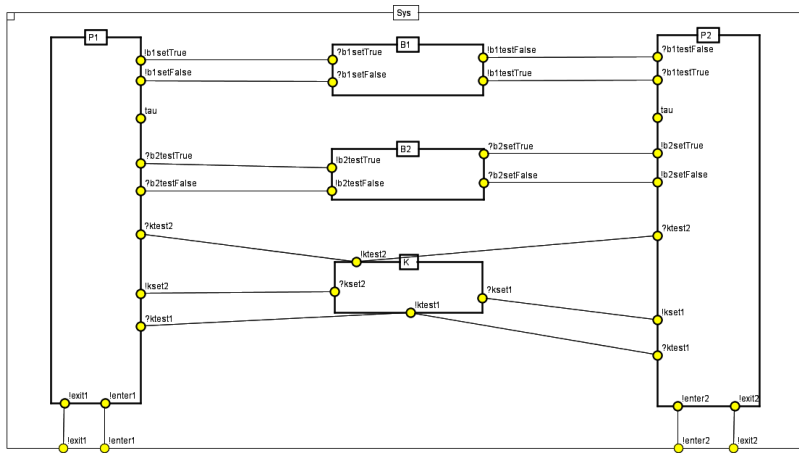 Sys
P1
!b1setTrue
!b1setFalse
tau
?b2testTrue
?b2testFalse
?ktest2
!kset2
?ktest1
!exit1
!enter1
B1
?b1setTrue
?b1setFalse
!b1testFalse
!b1testTrue
B2
!b2testTrue
!b2testFalse
?b2setTrue
?b2setFalse
K
!ktest2
?kset2
?kset1
!ktest1
P2
?b1testFalse
?b1testTrue
tau
!b2setTrue
!b2setFalse
?ktest2
!kset1
?ktest1
!enter2
!exit2
!exit1
!enter1
!enter2
!exit2